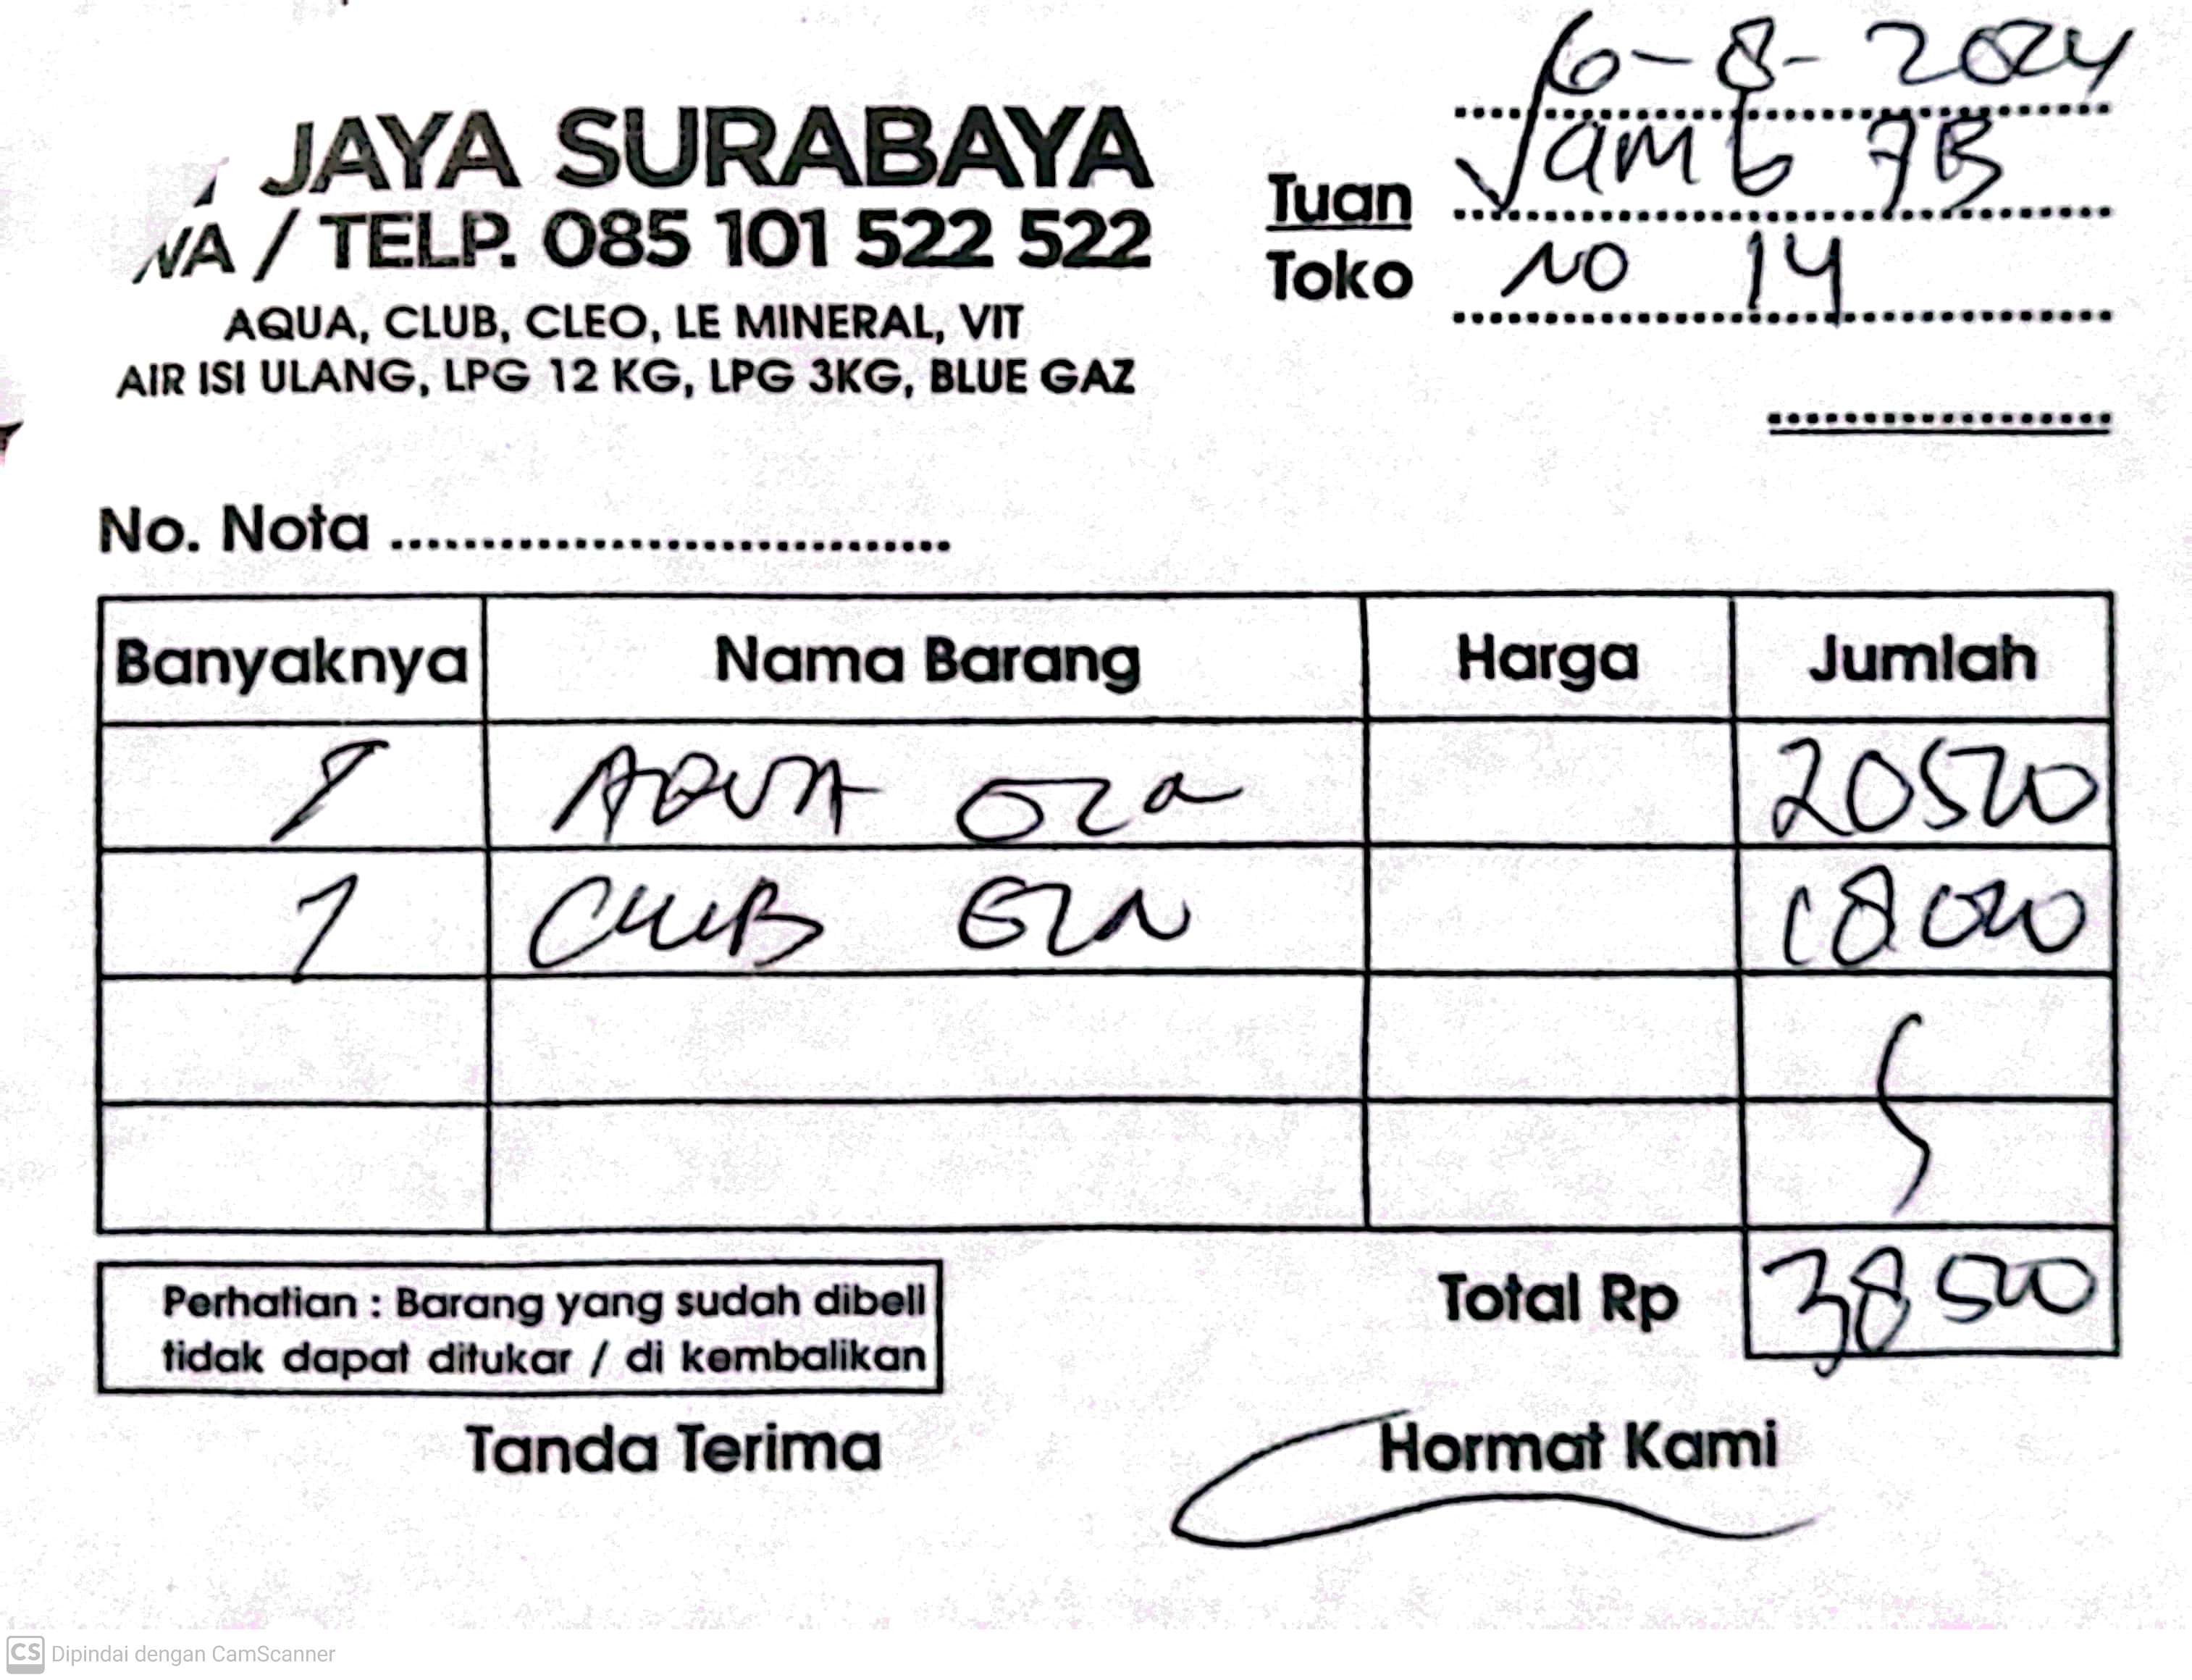 6-8-2024
JAYA SURABAYA
/ TELP. 085 101 522 522
AQUA, CLUB, CLEO, LE MINERAL, VIT
AIR ISI ULANG, LPG 12 KG, LPG 3KG, BLUE GAZ
Tuan Jamb 7B
Toko NO 14
No. Nota ..............................
Banyaknya Nama Barang Harga Jumlah
1 AQUA 20500
1 CLUB 18000
Perhatian : Barang yang sudah dibeli
tidak dapat ditukar / di kembalikan
Total Rp 38500
Tanda Terima Hormat Kami
CS Dipindai dengan CamScanner